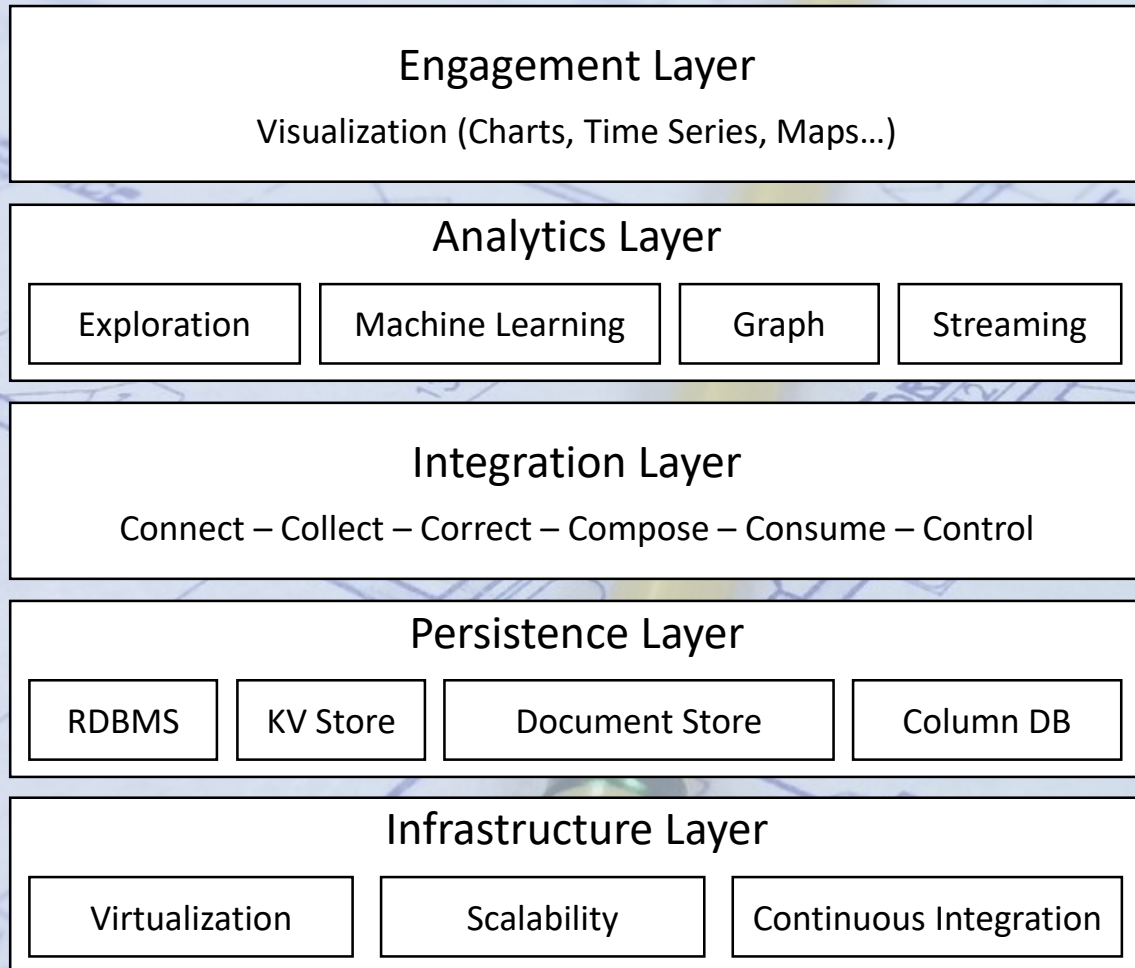 Engagement Layer
Visualization (Charts, Time Series, Maps…)
Analytics Layer
Exploration
Machine Learning
Graph
Streaming
Integration Layer
Connect – Collect – Correct – Compose – Consume – Control
Persistence Layer
RDBMS
KV Store
Document Store
Column DB
Infrastructure Layer
Virtualization
Scalability
Continuous Integration